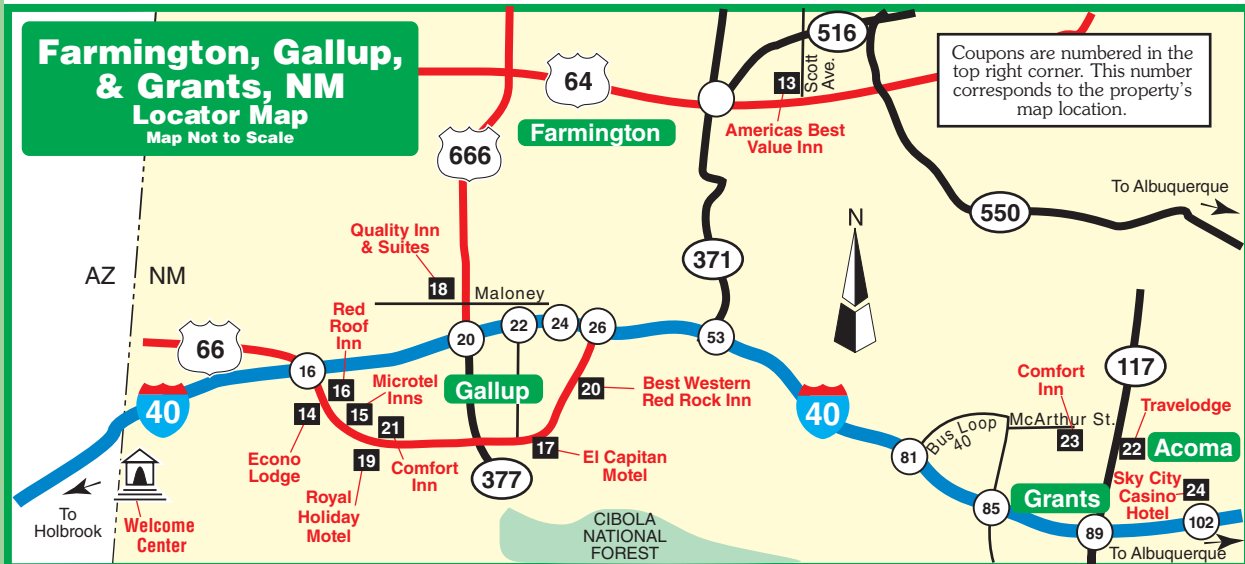 Farmington, Gallup,
& Grants, NM
Locator Map
Map Not to Scale
Coupons are numbered in the
top right corner. This number
corresponds to the property's
map location.
516
Scott
Ave.
13
64
Farmington
Americas Best
Value Inn
666
To Albuquerque
550
N
Quality Inn
& Suites
371
18
AZ
NM
Maloney
Red
Roof
Inn
20
22
24
26
53
66
16
16
Microtel
Inns
Gallup
20
Best Western
Red Rock Inn
Comfort
Inn
117
40
14
15
21
40
Travelodge
McArthur St.
Bus Loop
40
23
22
Acoma
17
El Capitan
Motel
81
Econo
Lodge
19
Comfort
Inn
377
Royal
Holiday
Motel
Sky City
Casino
Hotel
24
Grants
85
89
102
To
Holbrook
Welcome
Center
CIBOLA
NATIONAL
FOREST
To Albuquerque